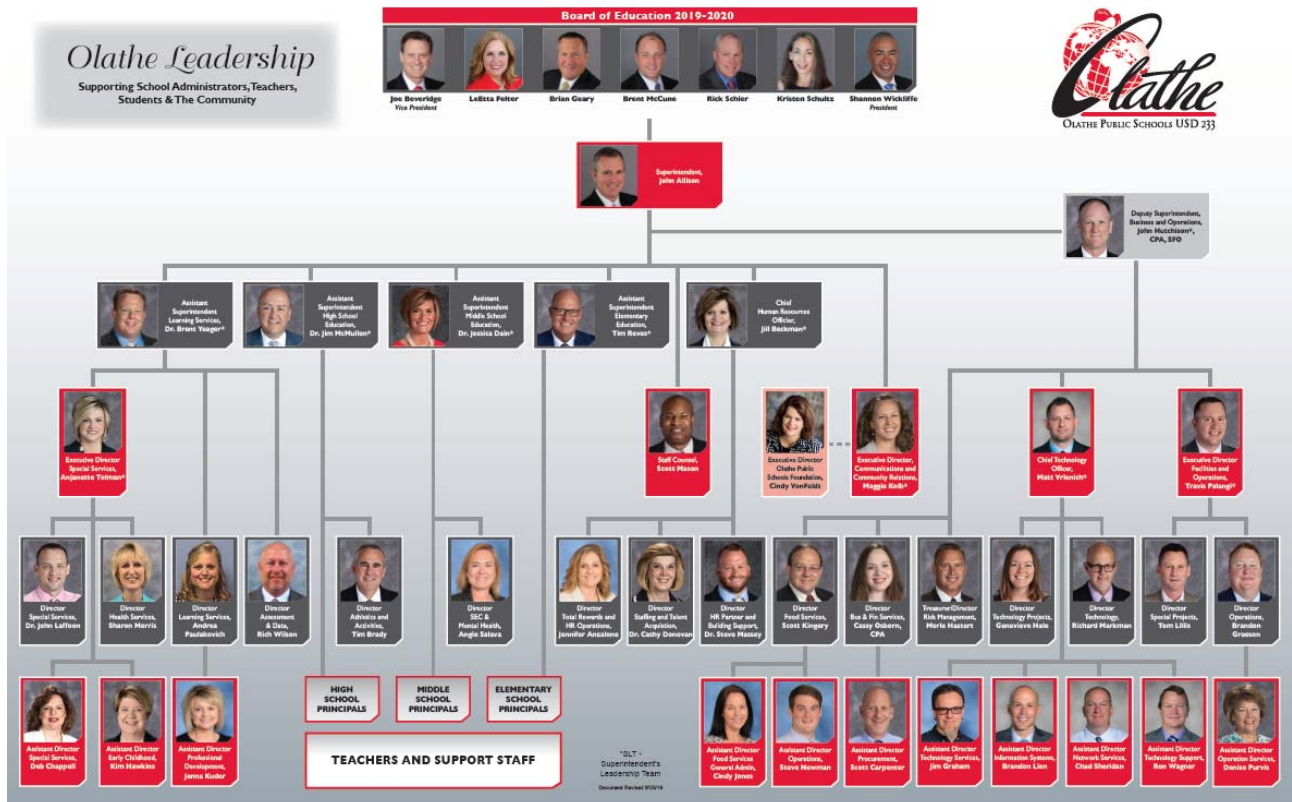 Olathe Leadership
Supporting School Administrators, Teachers,
Students & The Community
Board of Education 2019-2020
Joe Beveridge
Vice President
LeEtta Felter
Brian Geary
Brent McCune
Rick Schier
Kristen Schultz
Shannon Wickliffe
President
Olathe
OLATHE PUBLIC SCHOOLS USD 233
Superintendent,
John Allison
Deputy Superintendent,
Business and Operations,
John Hutchison*,
CPA, SFO
Assistant
Superintendent
Learning Services,
Dr. Brent Yeager*
Assistant
Superintendent
High School
Education,
Dr. Jim McMullen*
Assistant
Superintendent
Middle School
Education,
Dr. Jessica Dain*
Assistant
Superintendent
Elementary
Education,
Tim Reves*
Chief
Human Resources
Officer,
Jill Beckman*
Executive Director
Special Services,
Anjanette Tolman*
Staff Counsel,
Scott Mason
Executive Director
Olathe Public
Schools Foundation,
Cindy VonFeldt
Executive Director,
Communications and
Community Relations,
Maggie Kolb*
Chief Technology
Officer,
Matt Wrienish*
Executive Director
Facilities and
Operations,
Travis Palangi*
Director
Special Services,
Dr. John Laffoon
Director
Health Services,
Sharon Morris
Director
Learning Services,
Andrea
Paulakovich
Director
Assessment
& Data,
Rich Wilson
Director
Athletics and
Activities,
Tim Brady
Director
SEC &
Mental Health,
Angie Salava
Director
Total Rewards and
HR Operations,
Jennifer Anzalone
Director
Staffing and Talent
Acquisition,
Dr. Cathy Donovan
Director
HR Partner and
Building Support,
Dr. Steve Massey
Director
Food Services,
Scott Kingery
Director
Bus & Fin Services,
Cassy Osborn,
CPA
Treasurer/Director
Risk Management,
Merle Hastert
Director
Technology Projects,
Genevieve Hale
Director
Technology,
Richard Markman
Director
Special Projects,
Tom Lillis
Director
Operations,
Brandon
Greeson
Assistant Director
Special Services,
Deb Chappell
Assistant Director
Early Childhood,
Kim Hawkins
Assistant Director
Professional
Development,
Janna Kuder
HIGH
SCHOOL
PRINCIPALS
MIDDLE
SCHOOL
PRINCIPALS
ELEMENTARY
SCHOOL
PRINCIPALS
TEACHERS AND SUPPORT STAFF
*SLT -
Superintendent's
Leadership Team
Document Revised
Assistant Director
Food Services
General Admin,
Cindy Jones
Assistant Director
Operations,
Steve Newman
Assistant Director
Procurement,
Scott Carpenter
Assistant Director
Technology Services,
Jim Graham
Assistant Director
Information Systems,
Brandon Lien
Assistant Director
Network Services,
Chad Sheridan
Assistant Director
Technology Support,
Ron Wagner
Assistant Director
Operation Services,
Denise Purvis